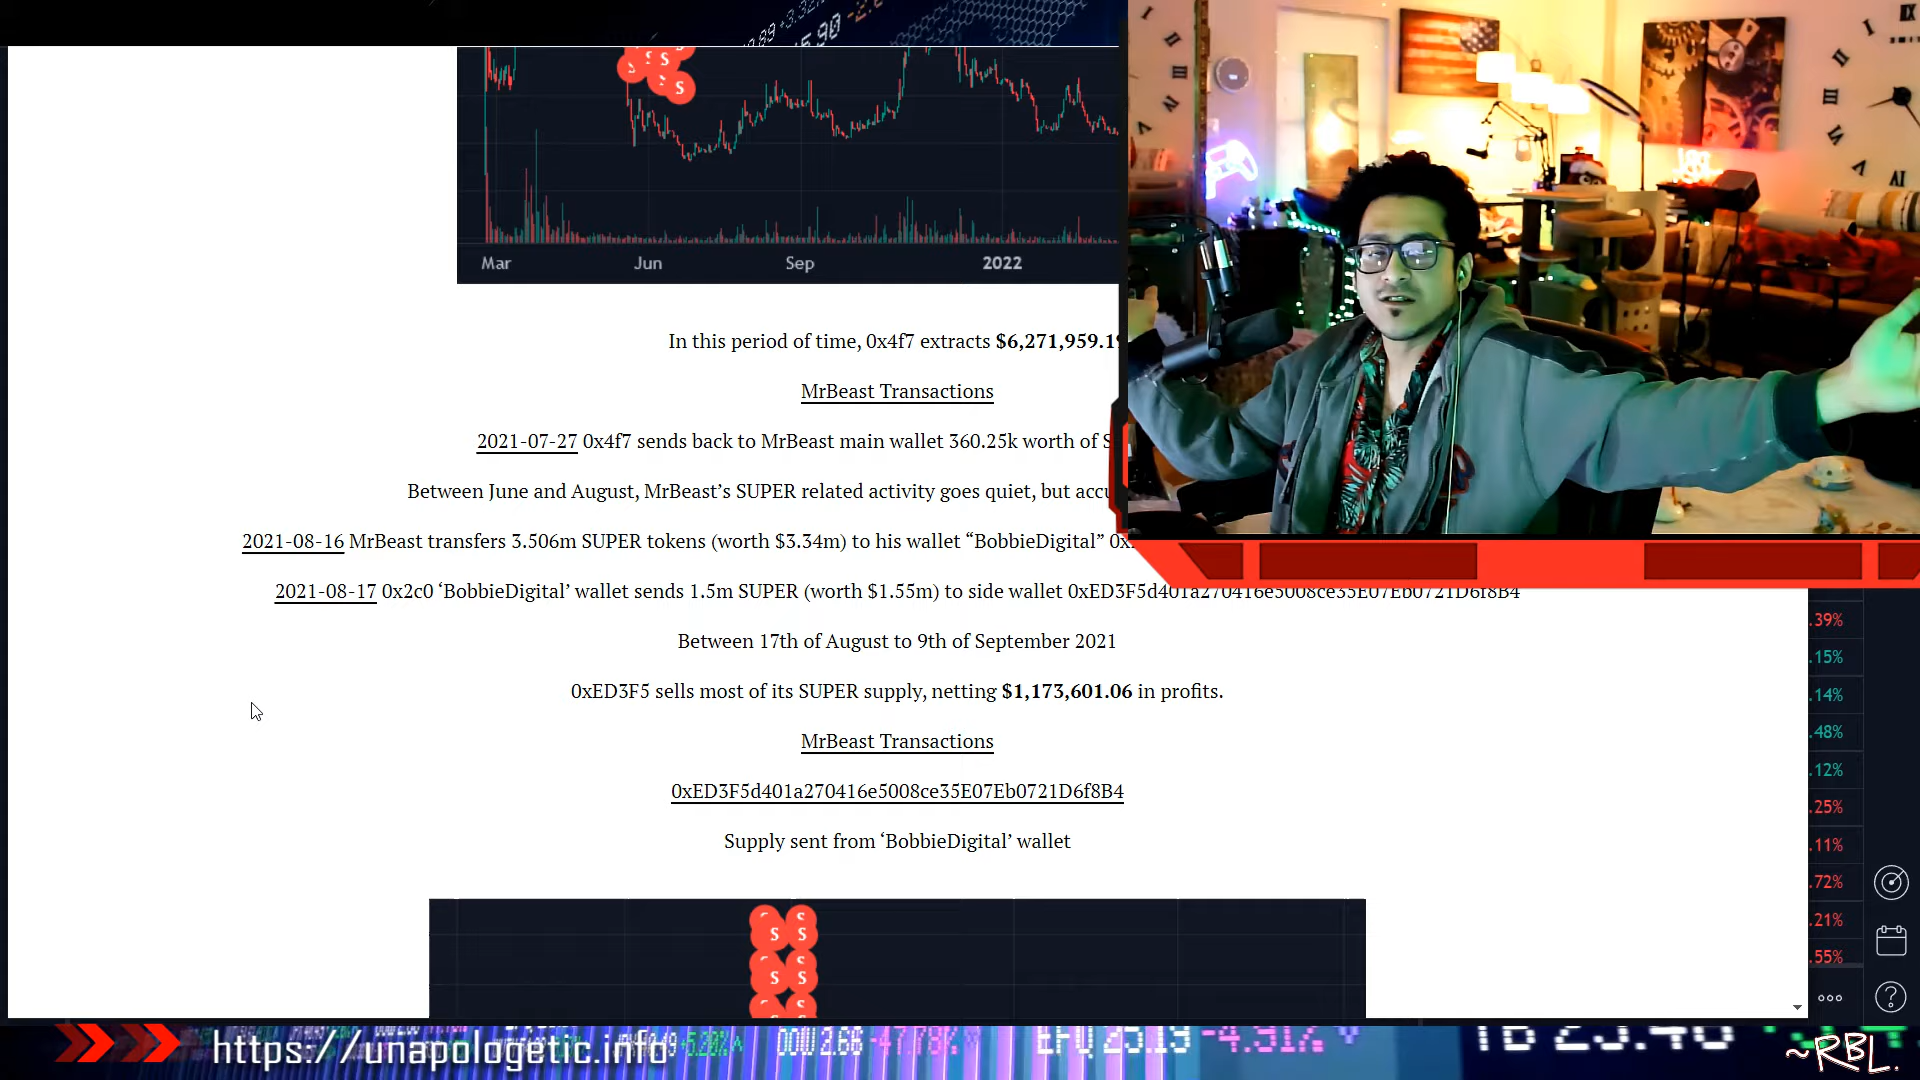 Mar Jun Sep 2022
In this period of time, 0x4f7 extracts $6,271,959.19
MrBeast Transactions
2021-07-27 0x4f7 sends back to MrBeast main wallet 360.25k worth of
Between June and August, MrBeast’s SUPER related activity goes quiet, but
2021-08-16 MrBeast transfers 3.506m SUPER tokens (worth $3.34m) to his wallet “BobbieDigital”
2021-08-17 0x2c0 ‘BobbieDigital’ wallet sends 1.5m SUPER (worth $1.55m) to side wallet 0xED3F5d401a270416e5008ce35E07Eb0721D6f8B4
Between 17th of August to 9th of September 2021
0xED3F5 sells most of its SUPER supply, netting $1,173,601.06 in profits.
MrBeast Transactions
0xED3F5d401a270416e5008ce35E07Eb0721D6f8B4
Supply sent from ‘BobbieDigital’ wallet
.39%
.15%
.14%
.48%
.12%
.25%
.11%
.72%
.21%
.55%
https://unapologetic.info
~RBL.